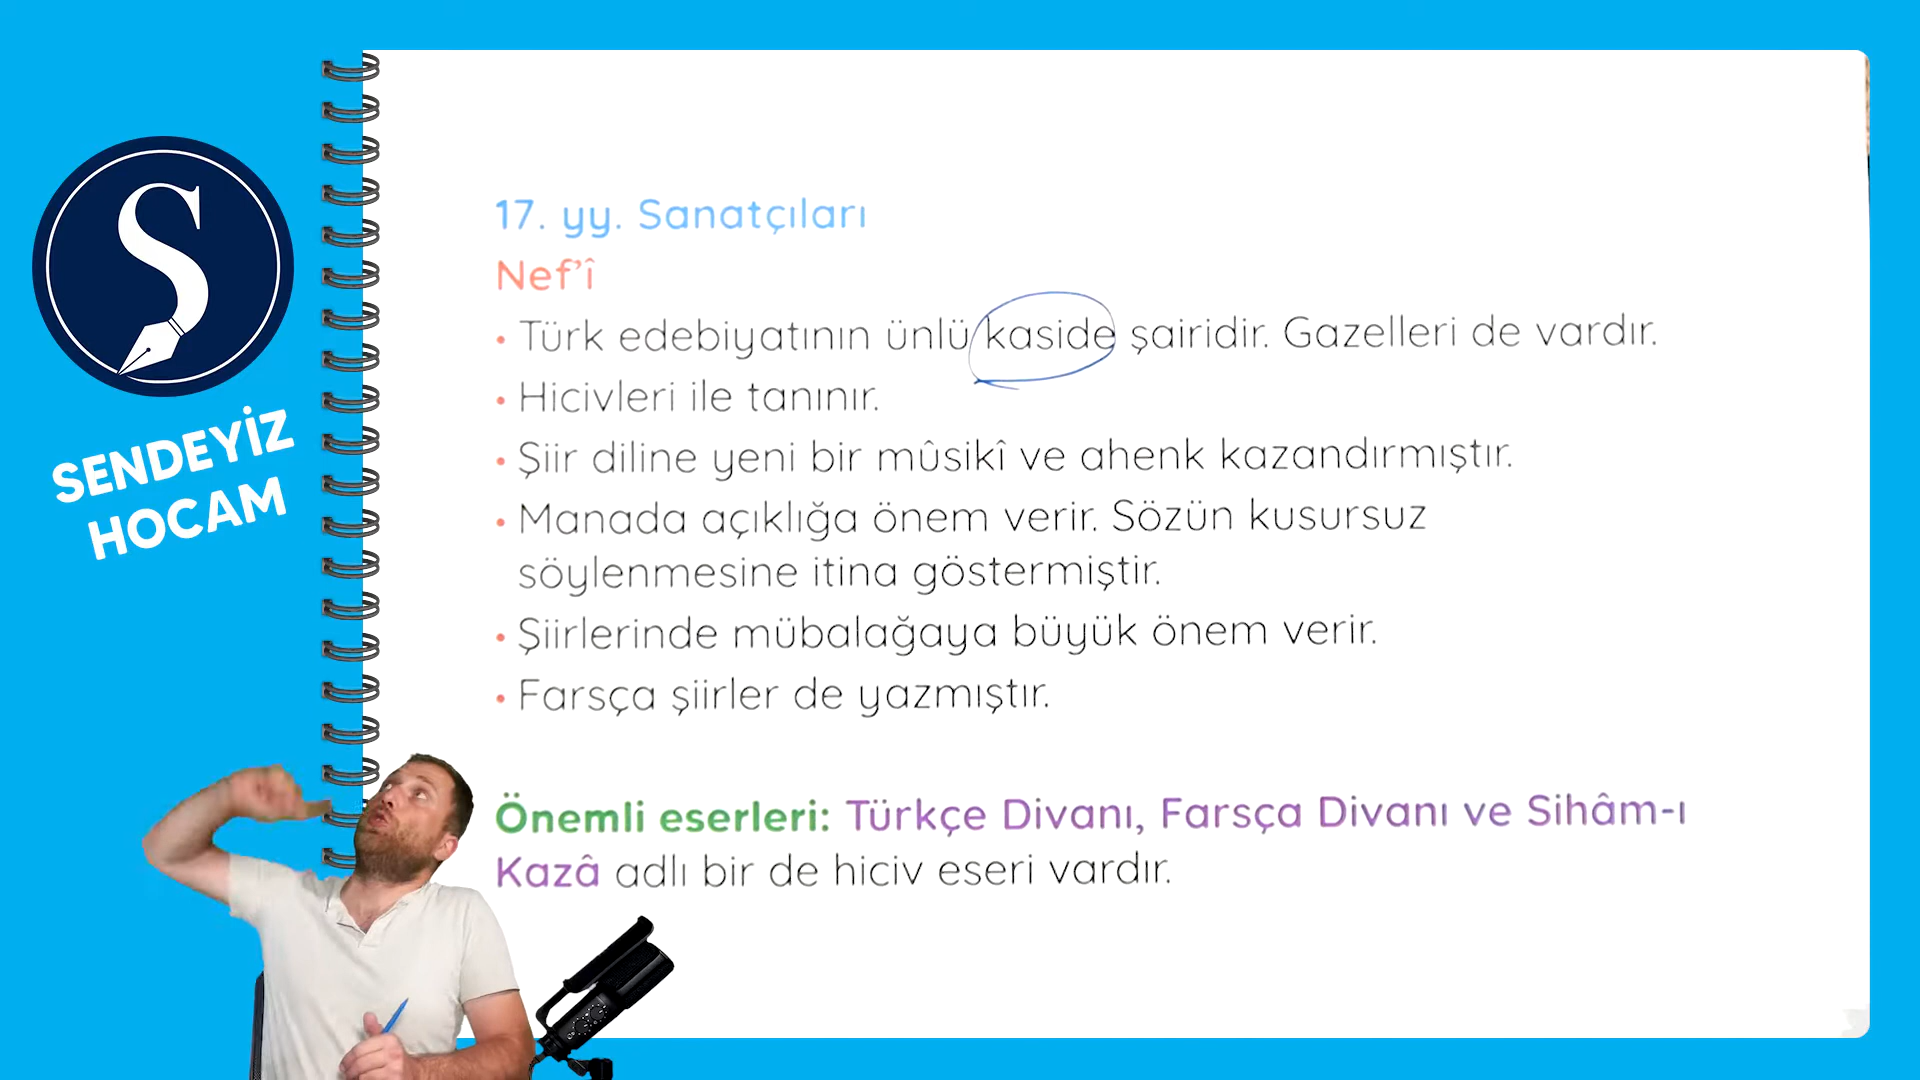 S
SENDEYİZ
HOCAM
17. yy. Sanatçıları
Nef'î
• Türk edebiyatının ünlü kaside şairidir. Gazelleri de vardır.
• Hicivleri ile tanınır.
• Şiir diline yeni bir mûsikî ve ahenk kazandırmıştır.
• Manada açıklığa önem verir. Sözün kusursuz
söylenmesine itina göstermiştir.
• Şiirlerinde mübalağaya büyük önem verir.
• Farsça şiirler de yazmıştır.
Önemli eserleri: Türkçe Divanı, Farsça Divanı ve Sihâm-ı
Kazâ adlı bir de hiciv eseri vardır.